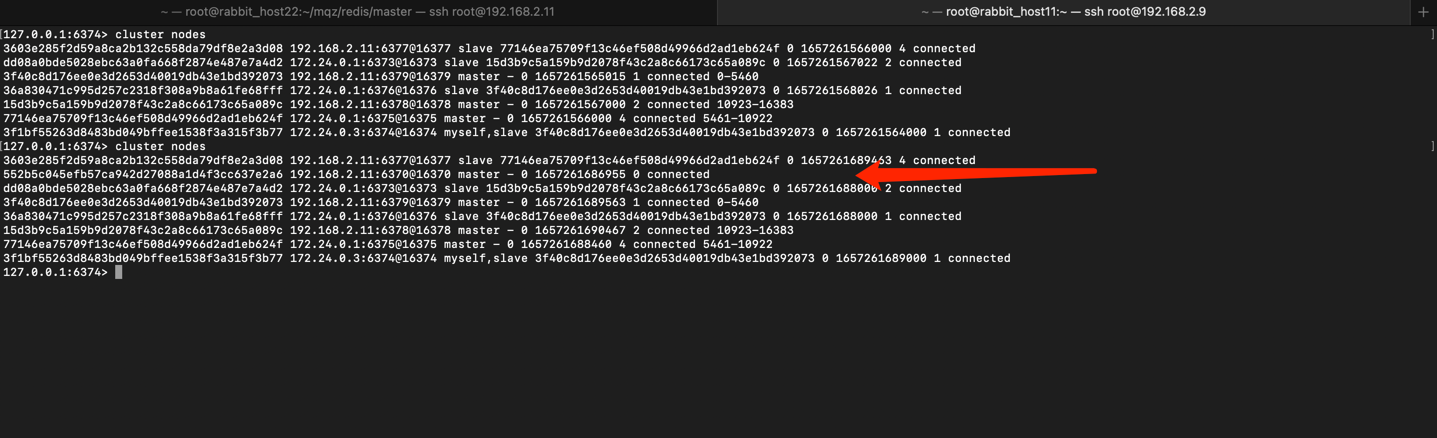 ~ — root@rabbit_host22:~/mqz/redis/master — ssh root@192.168.2.11
~ — root@rabbit_host11:~ — ssh root@192.168.2.9
+
[127.0.0.1:6374> cluster nodes ]
3603e285f2d59a8ca2b132c558da79df8e2a3d08 192.168.2.11:6377@16377 slave 77146ea75709f13c46ef508d49966d2ad1eb624f 0 1657261566000 4 connected
dd08a0bde5028ebc63a0fa668f2874e487e7a4d2 172.24.0.1:6373@16373 slave 15d3b9c5a159b9d2078f43c2a8c66173c65a089c 0 1657261567022 2 connected
3f40c8d176ee0e3d2653d40019db43e1bd392073 192.168.2.11:6379@16379 master - 0 1657261565015 1 connected 0-5460
36a830471c995d257c2318f308a9b8a61fe68fff 172.24.0.1:6376@16376 slave 3f40c8d176ee0e3d2653d40019db43e1bd392073 0 1657261568026 1 connected
15d3b9c5a159b9d2078f43c2a8c66173c65a089c 192.168.2.11:6378@16378 master - 0 1657261567000 2 connected 10923-16383
77146ea75709f13c46ef508d49966d2ad1eb624f 172.24.0.1:6375@16375 master - 0 1657261566000 4 connected 5461-10922
3f1bf55263d8483bd049bffee1538f3a315f3b77 172.24.0.3:6374@16374 myself,slave 3f40c8d176ee0e3d2653d40019db43e1bd392073 0 1657261564000 1 connected
[127.0.0.1:6374> cluster nodes ]
3603e285f2d59a8ca2b132c558da79df8e2a3d08 192.168.2.11:6377@16377 slave 77146ea75709f13c46ef508d49966d2ad1eb624f 0 1657261689463 4 connected
552b5c045efb57ca942d27088a1d4f3cc637e2a6 192.168.2.11:6370@16370 master - 0 1657261686955 0 connected
dd08a0bde5028ebc63a0fa668f2874e487e7a4d2 172.24.0.1:6373@16373 slave 15d3b9c5a159b9d2078f43c2a8c66173c65a089c 0 1657261688000 2 connected
3f40c8d176ee0e3d2653d40019db43e1bd392073 192.168.2.11:6379@16379 master - 0 1657261689563 1 connected 0-5460
36a830471c995d257c2318f308a9b8a61fe68fff 172.24.0.1:6376@16376 slave 3f40c8d176ee0e3d2653d40019db43e1bd392073 0 1657261688000 1 connected
15d3b9c5a159b9d2078f43c2a8c66173c65a089c 192.168.2.11:6378@16378 master - 0 1657261690467 2 connected 10923-16383
77146ea75709f13c46ef508d49966d2ad1eb624f 172.24.0.1:6375@16375 master - 0 1657261688460 4 connected 5461-10922
3f1bf55263d8483bd049bffee1538f3a315f3b77 172.24.0.3:6374@16374 myself,slave 3f40c8d176ee0e3d2653d40019db43e1bd392073 0 1657261689000 1 connected
127.0.0.1:6374>